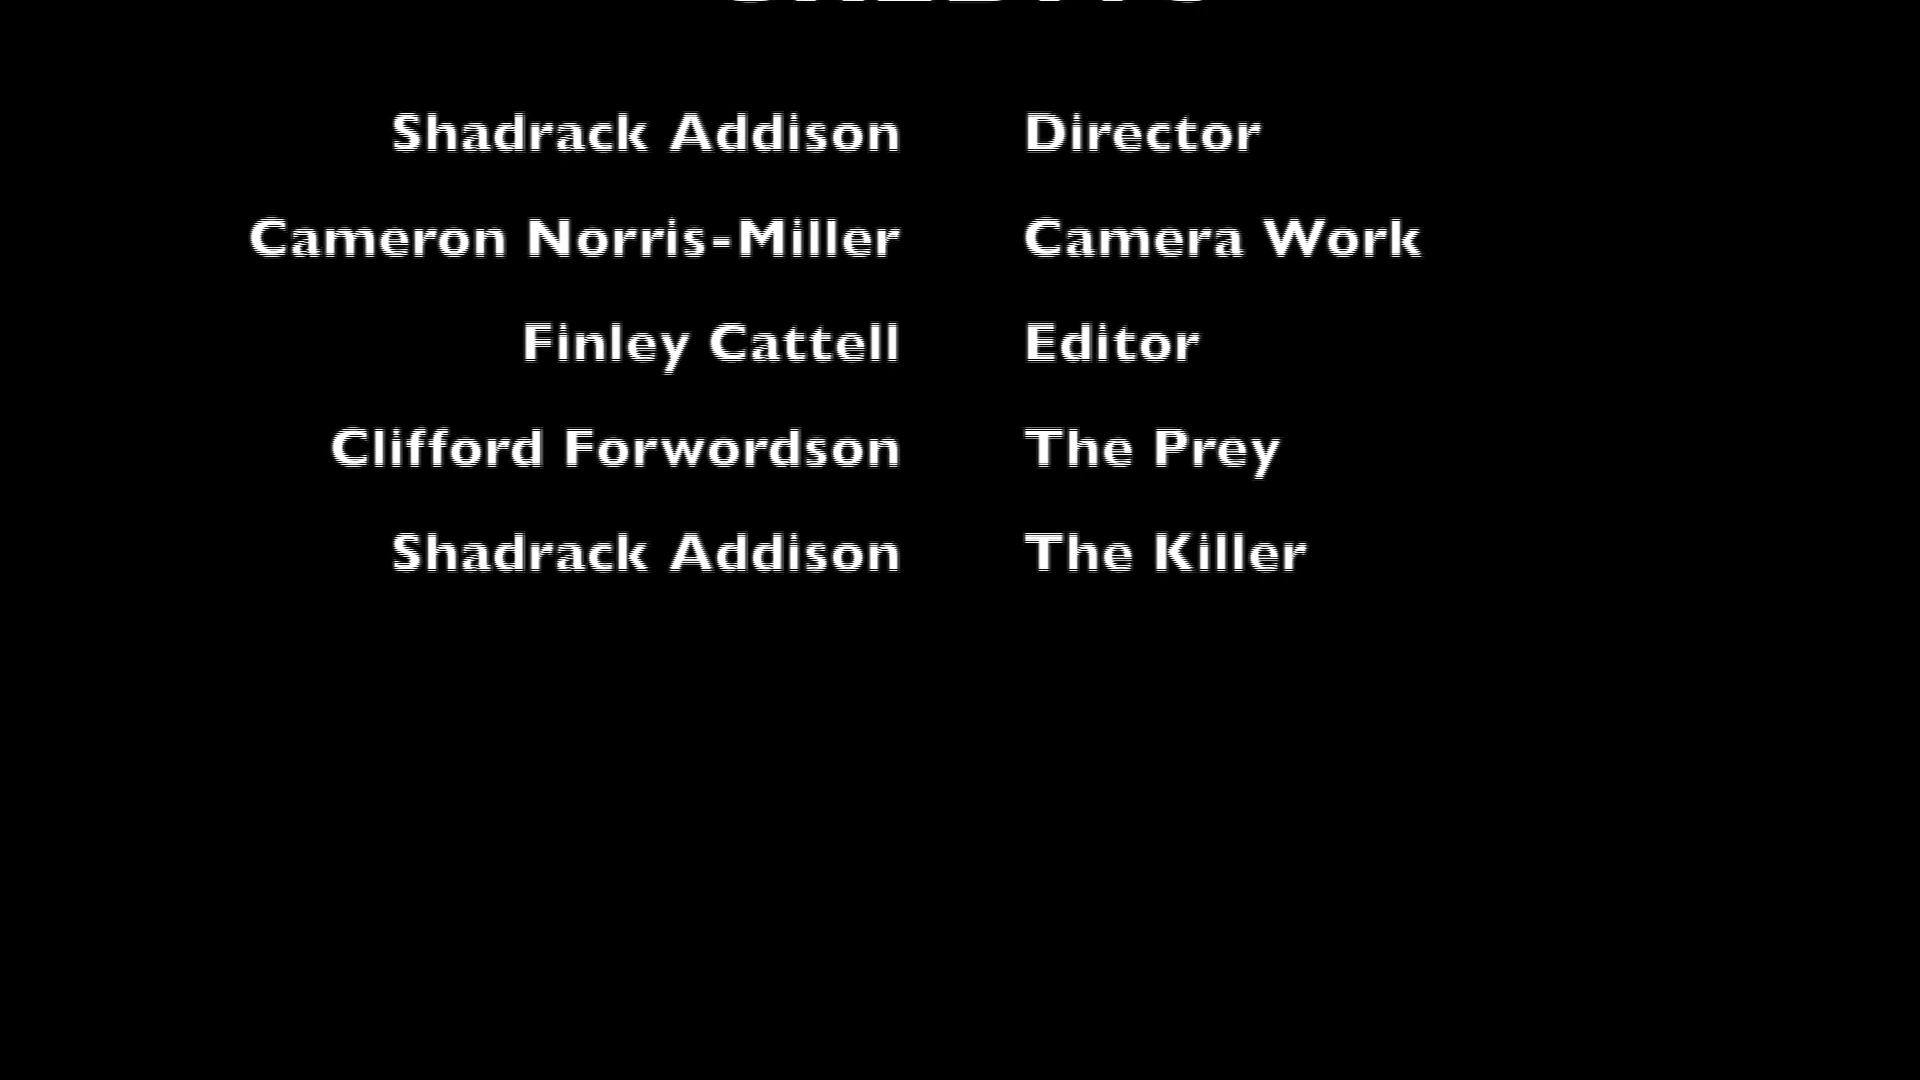 Shadrack Addison Director
Cameron Norris-Miller Camera Work
Finley Cattell Editor
Clifford Forwordson The Prey
Shadrack Addison The Killer